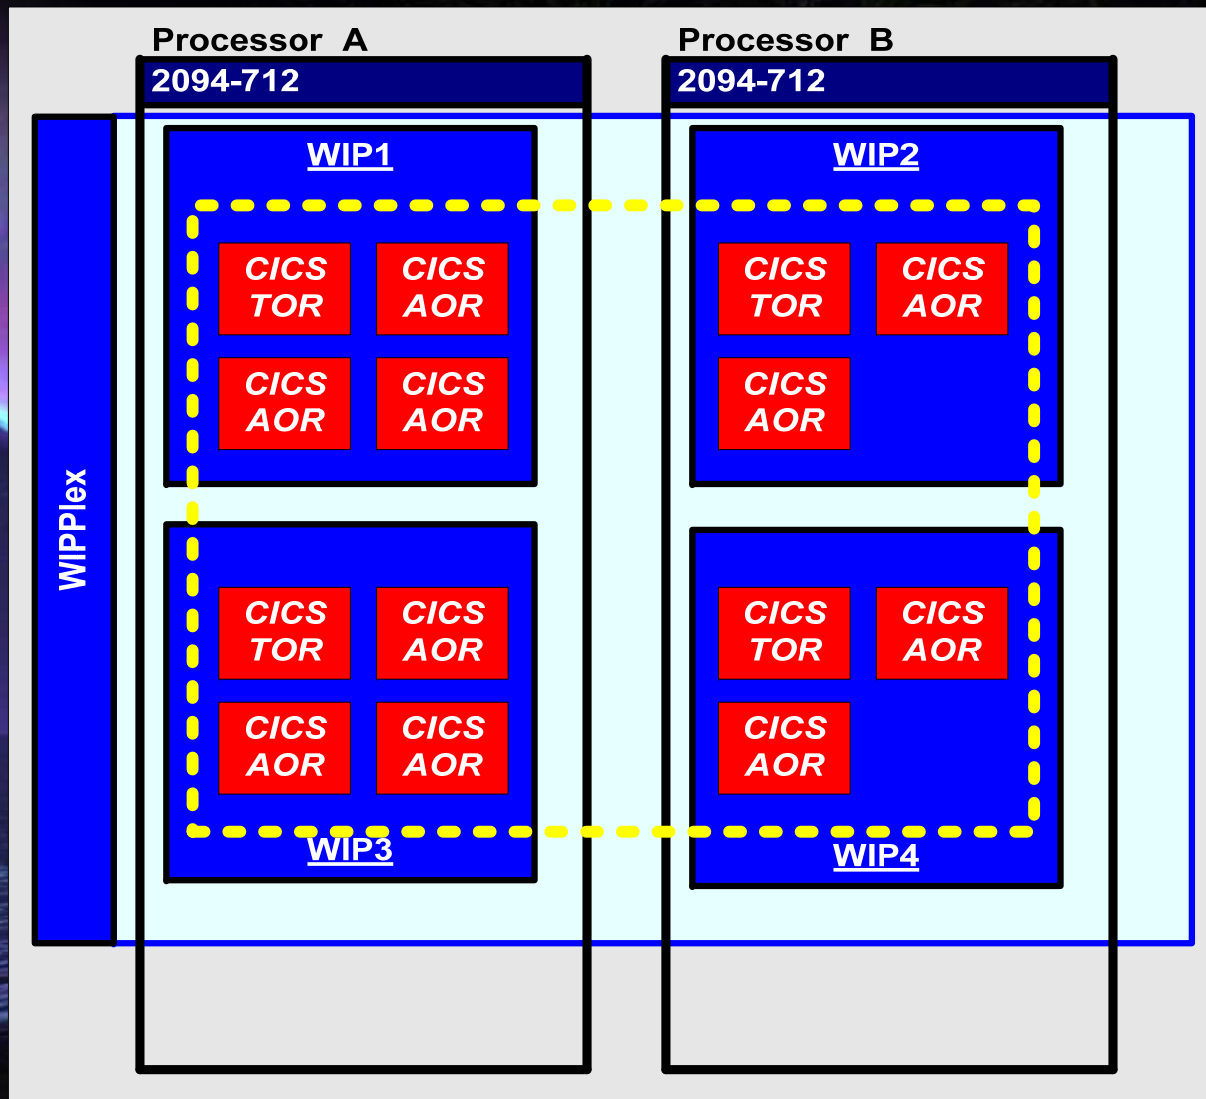 Processor A
2094-712
Processor B
2094-712
WIPPlex
WIP1
CICS
TOR
CICS
AOR
CICS
AOR
CICS
AOR
WIP2
CICS
TOR
CICS
AOR
CICS
AOR
CICS
TOR
CICS
AOR
CICS
AOR
CICS
AOR
WIP3
CICS
TOR
CICS
AOR
CICS
AOR
WIP4